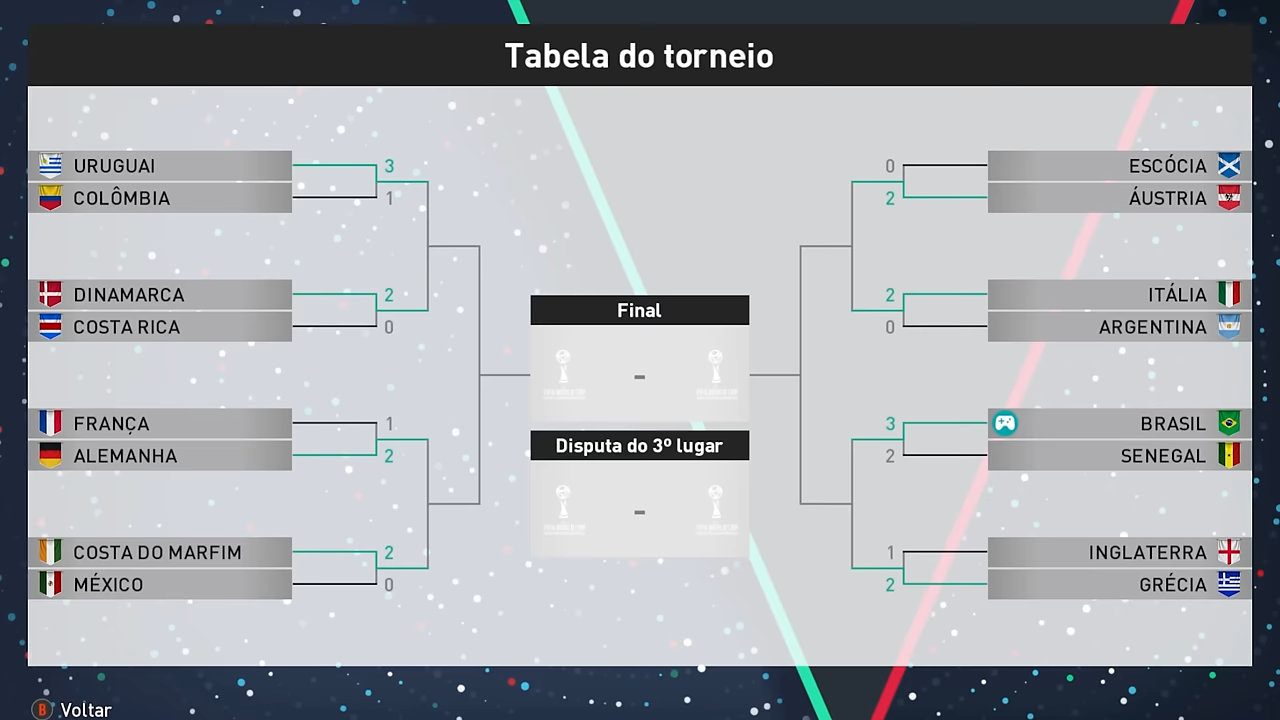 Tabela do torneio
URUGUAI 3
COLÔMBIA 1
DINAMARCA 2
COSTA RICA 0
FRANÇA 1
ALEMANHA 2
COSTA DO MARFIM 2
MÉXICO 0
Final
-
Disputa do 3º lugar
-
0 ESCÓCIA
2 ÁUSTRIA
2 ITÁLIA
0 ARGENTINA
3 BRASIL
2 SENEGAL
1 INGLATERRA
2 GRÉCIA
B Voltar